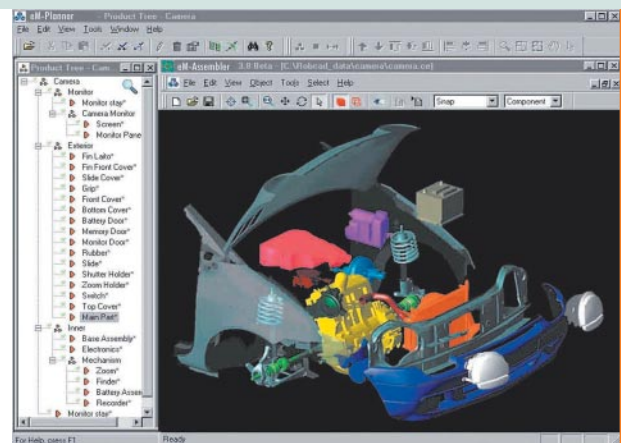 eM-Planner - Product Tree - Camera
File Edit View Tools Window Help
Product Tree - Cam
Camera
Monitor
Monitor stay*
Camera Monitor
Screen*
Monitor Pane
Exterior
Fin Laito*
Fin Front Cover*
Slide Cover*
Grip*
Front Cover*
Bottom Cover*
Battery Door*
Memory Door*
Monitor Door*
Rubber*
Slide*
Shutter Holder*
Zoom Holder*
Switch*
Top Cover*
Main Part*
Inner
Base Assembly*
Electronics*
Mechanism
Zoom*
Finder*
Battery Assem
Recorder*
Monitor stay*
For Help, press F1
eM-Assembler 3.0 Beta - [C:\Robcad_data\camera\camera.ce]
File Edit View Object Tools Select Help
Snap
Component
Ready